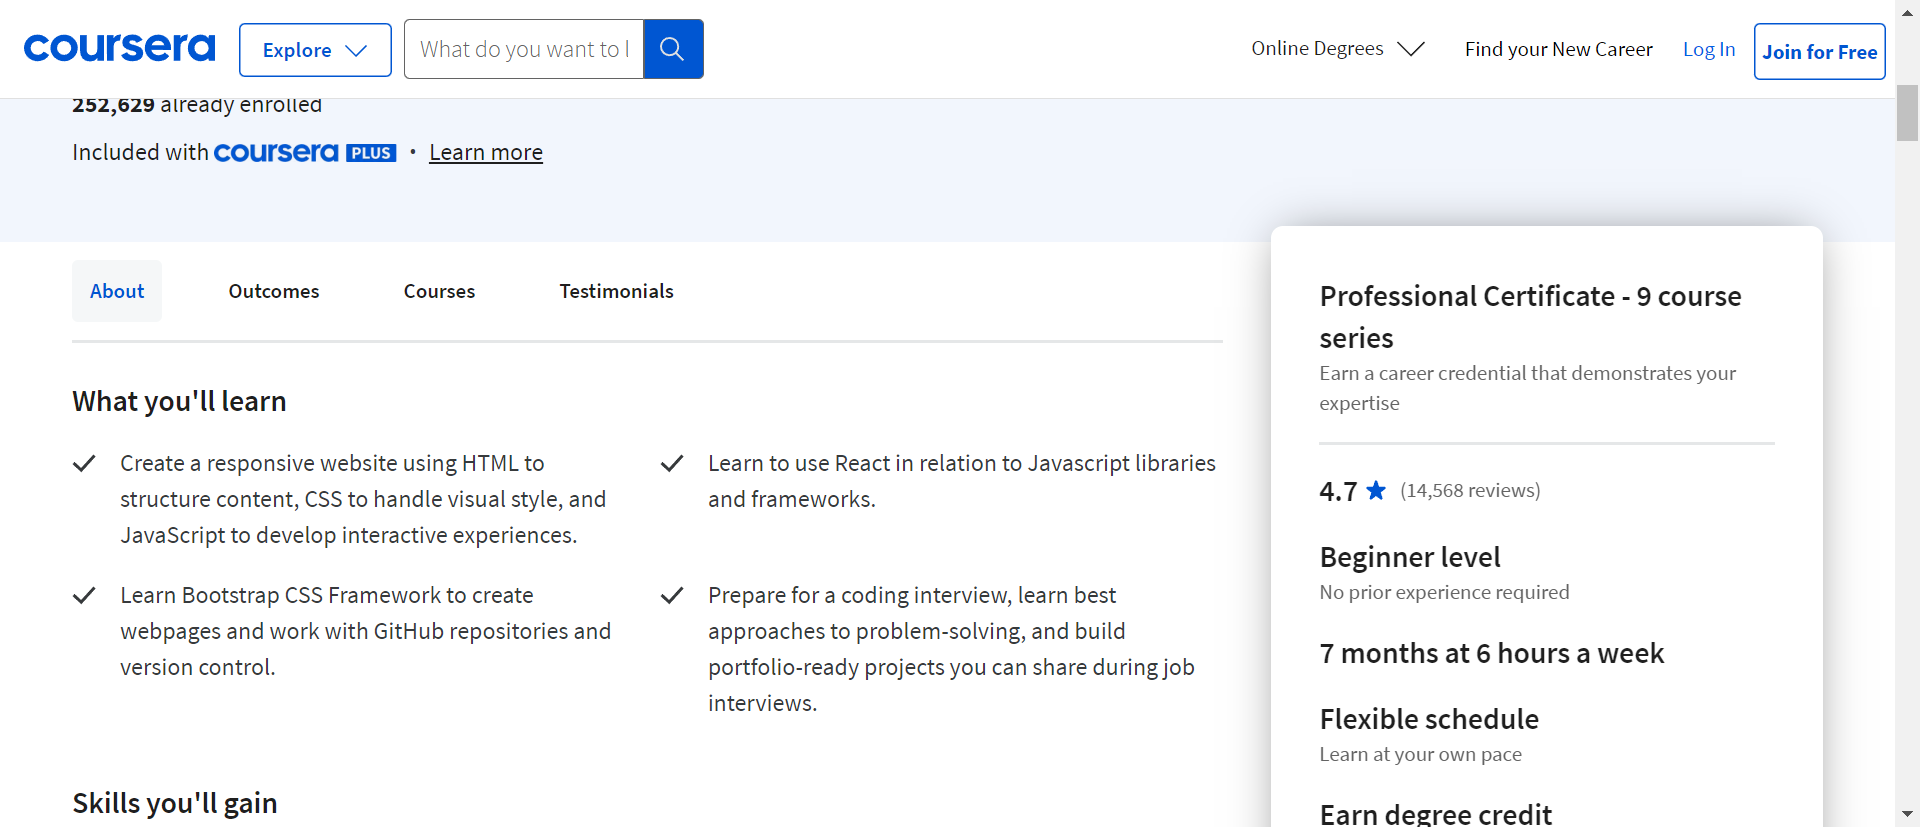 coursera
Explore
What do you want to l
Online Degrees
Find your New Career
Log In
Join for Free
252,629 already enrolled
Included with coursera PLUS • Learn more
About
Outcomes
Courses
Testimonials
What you'll learn
Create a responsive website using HTML to
structure content, CSS to handle visual style, and
JavaScript to develop interactive experiences.
Learn to use React in relation to Javascript libraries
and frameworks.
Learn Bootstrap CSS Framework to create
webpages and work with GitHub repositories and
version control.
Prepare for a coding interview, learn best
approaches to problem-solving, and build
portfolio-ready projects you can share during job
interviews.
Skills you'll gain
Professional Certificate - 9 course
series
Earn a career credential that demonstrates your
expertise
4.7 ★ (14,568 reviews)
Beginner level
No prior experience required
7 months at 6 hours a week
Flexible schedule
Learn at your own pace
Earn degree credit